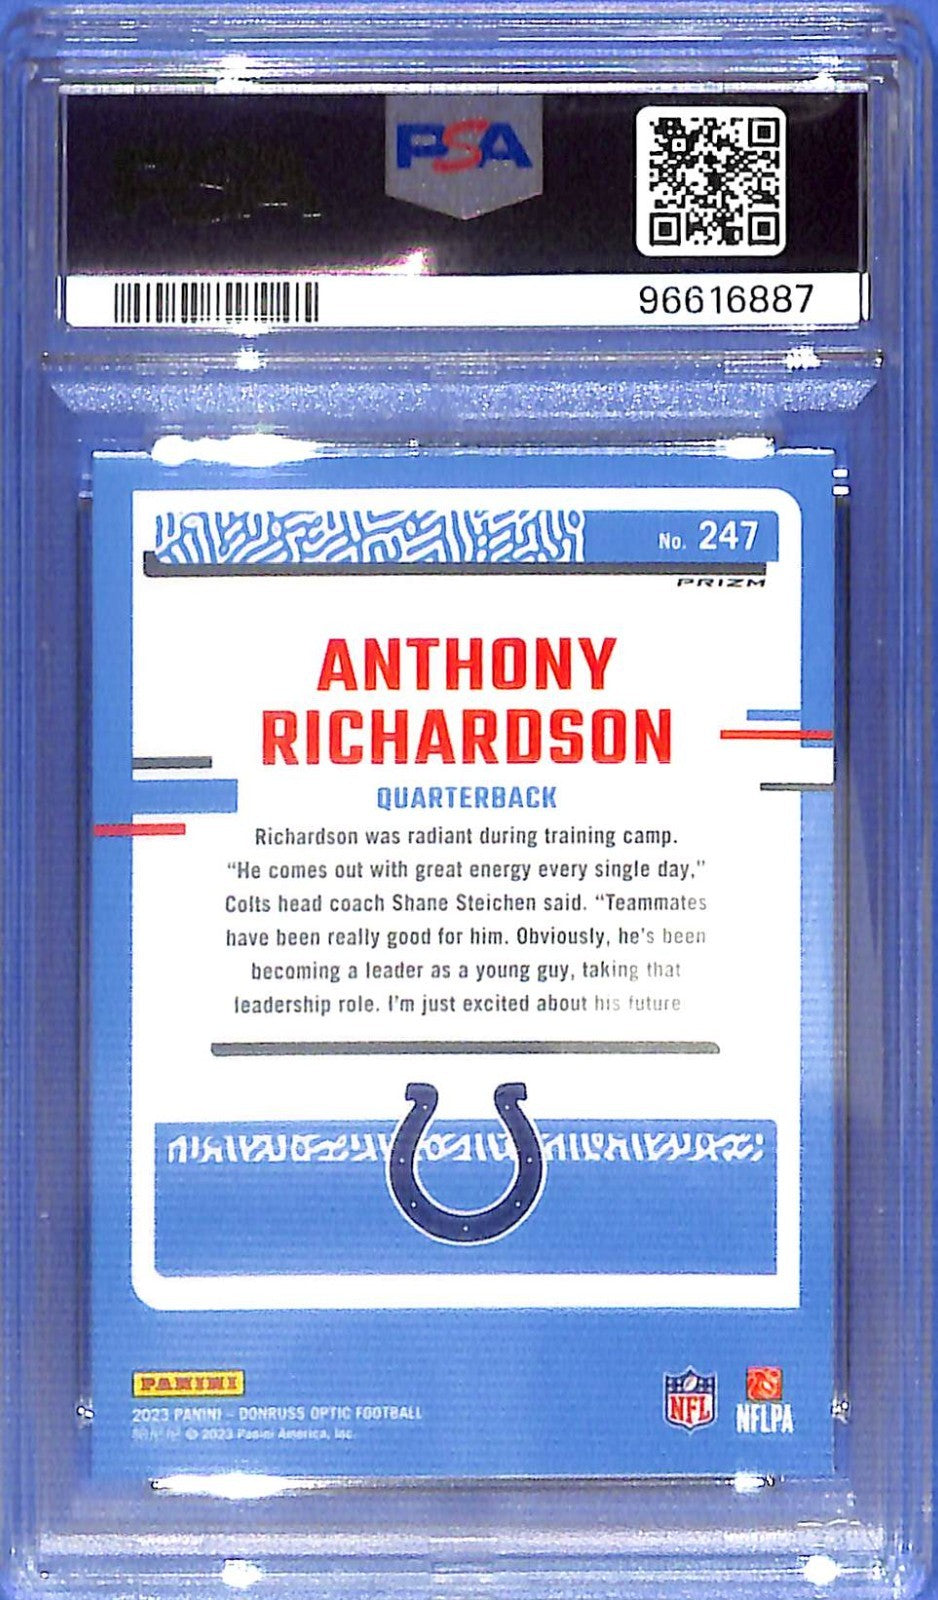 PSA
96616887
No. 247
PRIZM
ANTHONY
RICHARDSON
QUARTERBACK
Richardson was radiant during training camp.
“He comes out with great energy every single day,”
Colts head coach Shane Steichen said. “Teammates
have been really good for him. Obviously, he's been
becoming a leader as a young guy, taking that
leadership role. I'm just excited about his future
PANINI
2023 PANINI - DONRUSS OPTIC FOOTBALL
© 2023 Panini America, Inc.
NFL
NFLPA